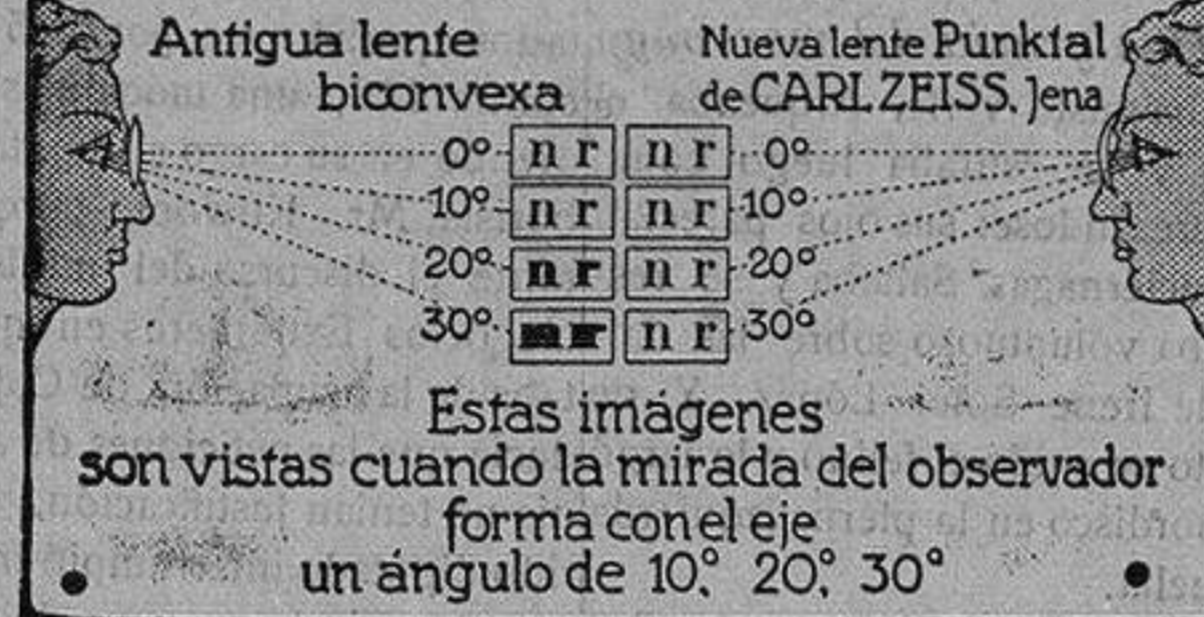 Antigua lente
biconvexa
Nueva lente Punktal
de CARL ZEISS, Jena
0° n r n r 0°
10° n r n r 10°
20° n r n r 20°
30° n r n r 30°
Estas imágenes
son vistas cuando la mirada del observador
forma con el eje
un ángulo de 10°, 20°, 30°